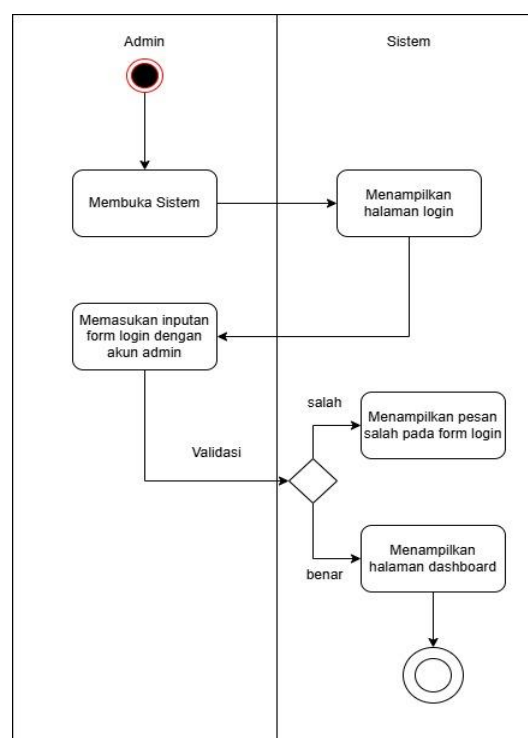 Admin
Sistem
Membuka Sistem
Menampilkan
halaman login
Memasukan inputan
form login dengan
akun admin
salah
Menampilkan pesan
salah pada form login
Validasi
benar
Menampilkan
halaman dashboard